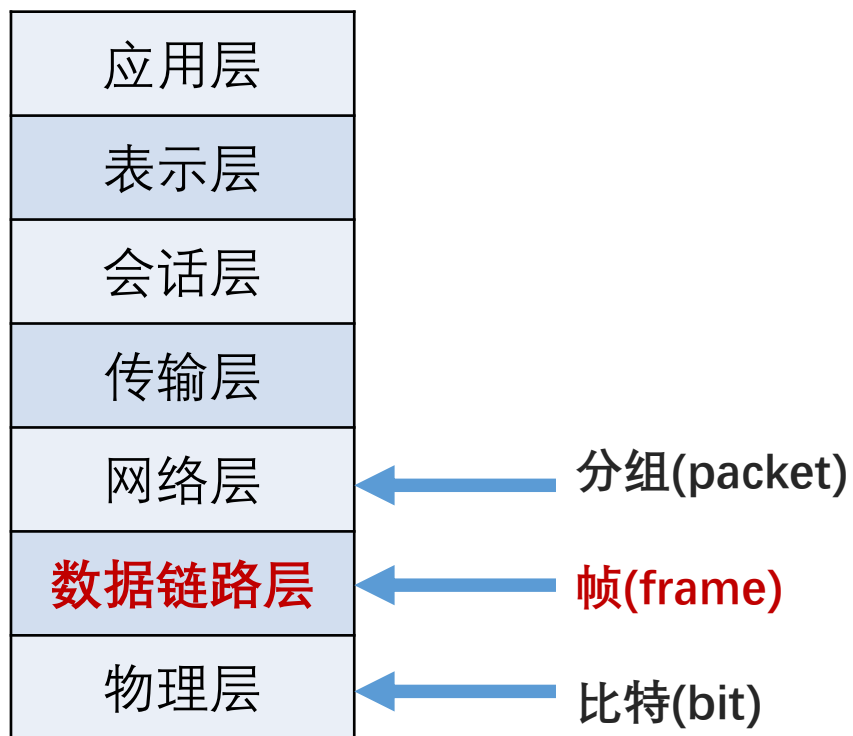 应用层
表示层
会话层
传输层
网络层
分组(packet)
数据链路层
帧(frame)
物理层
比特(bit)